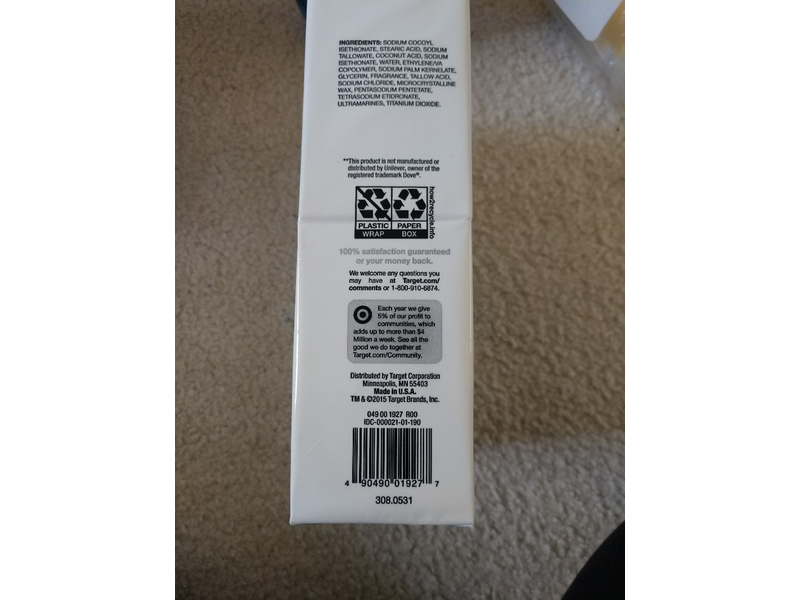 INGREDIENTS: SODIUM COCOYL
ISETHIONATE, STEARIC ACID, SODIUM
TALLOWATE, COCONUT ACID, SODIUM
ISETHIONATE, WATER, ETHYLENE/VA
COPOLYMER, SODIUM PALM KERNELATE,
GLYCERIN, FRAGRANCE, TALLOW ACID,
SODIUM CHLORIDE, MICROCRYSTALLINE
WAX, PENTASODIUM PENTETATE,
TETRASODIUM ETIDRONATE,
ULTRAMARINES, TITANIUM DIOXIDE.
**This product is not manufactured or
distributed by Unilever, owner of the
registered trademark Dove®.
how2recycle.info
PLASTIC PAPER
WRAP BOX
100% satisfaction guaranteed
or your money back.
We welcome any questions you
may have at Target.com/
comments or 1-800-910-6874.
Each year we give
5% of our profit to
communities, which
adds up to more than $4
Million a week. See all the
good we do together at
Target.com/Community.
Distributed by Target Corporation
Minneapolis, MN 55403
Made in U.S.A.
TM & ©2015 Target Brands, Inc.
049 00 1927 R00
IDC-000021-01-190
4 90490 01927 7
308.0531